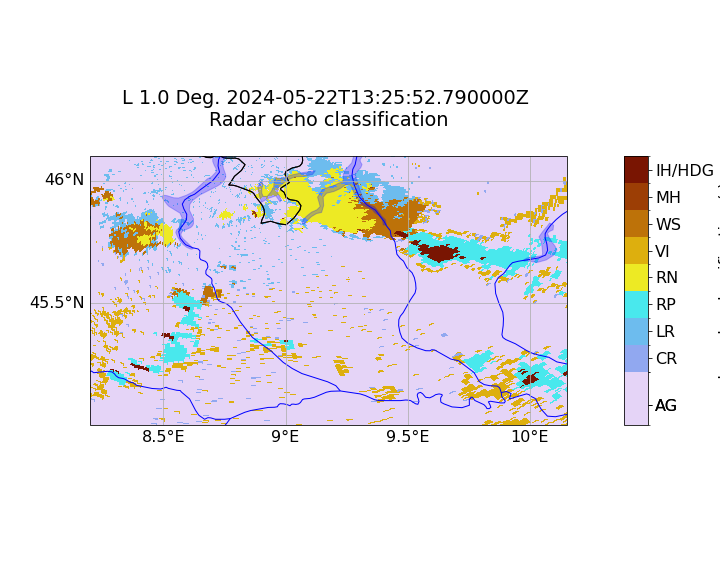 L 1.0 Deg. 2024-05-22T13:25:52.790000Z
Radar echo classification
46°N
45.5°N
8.5°E
9°E
9.5°E
10°E
IH/HDG
MH
WS
VI
RN
RP
LR
CR
AG